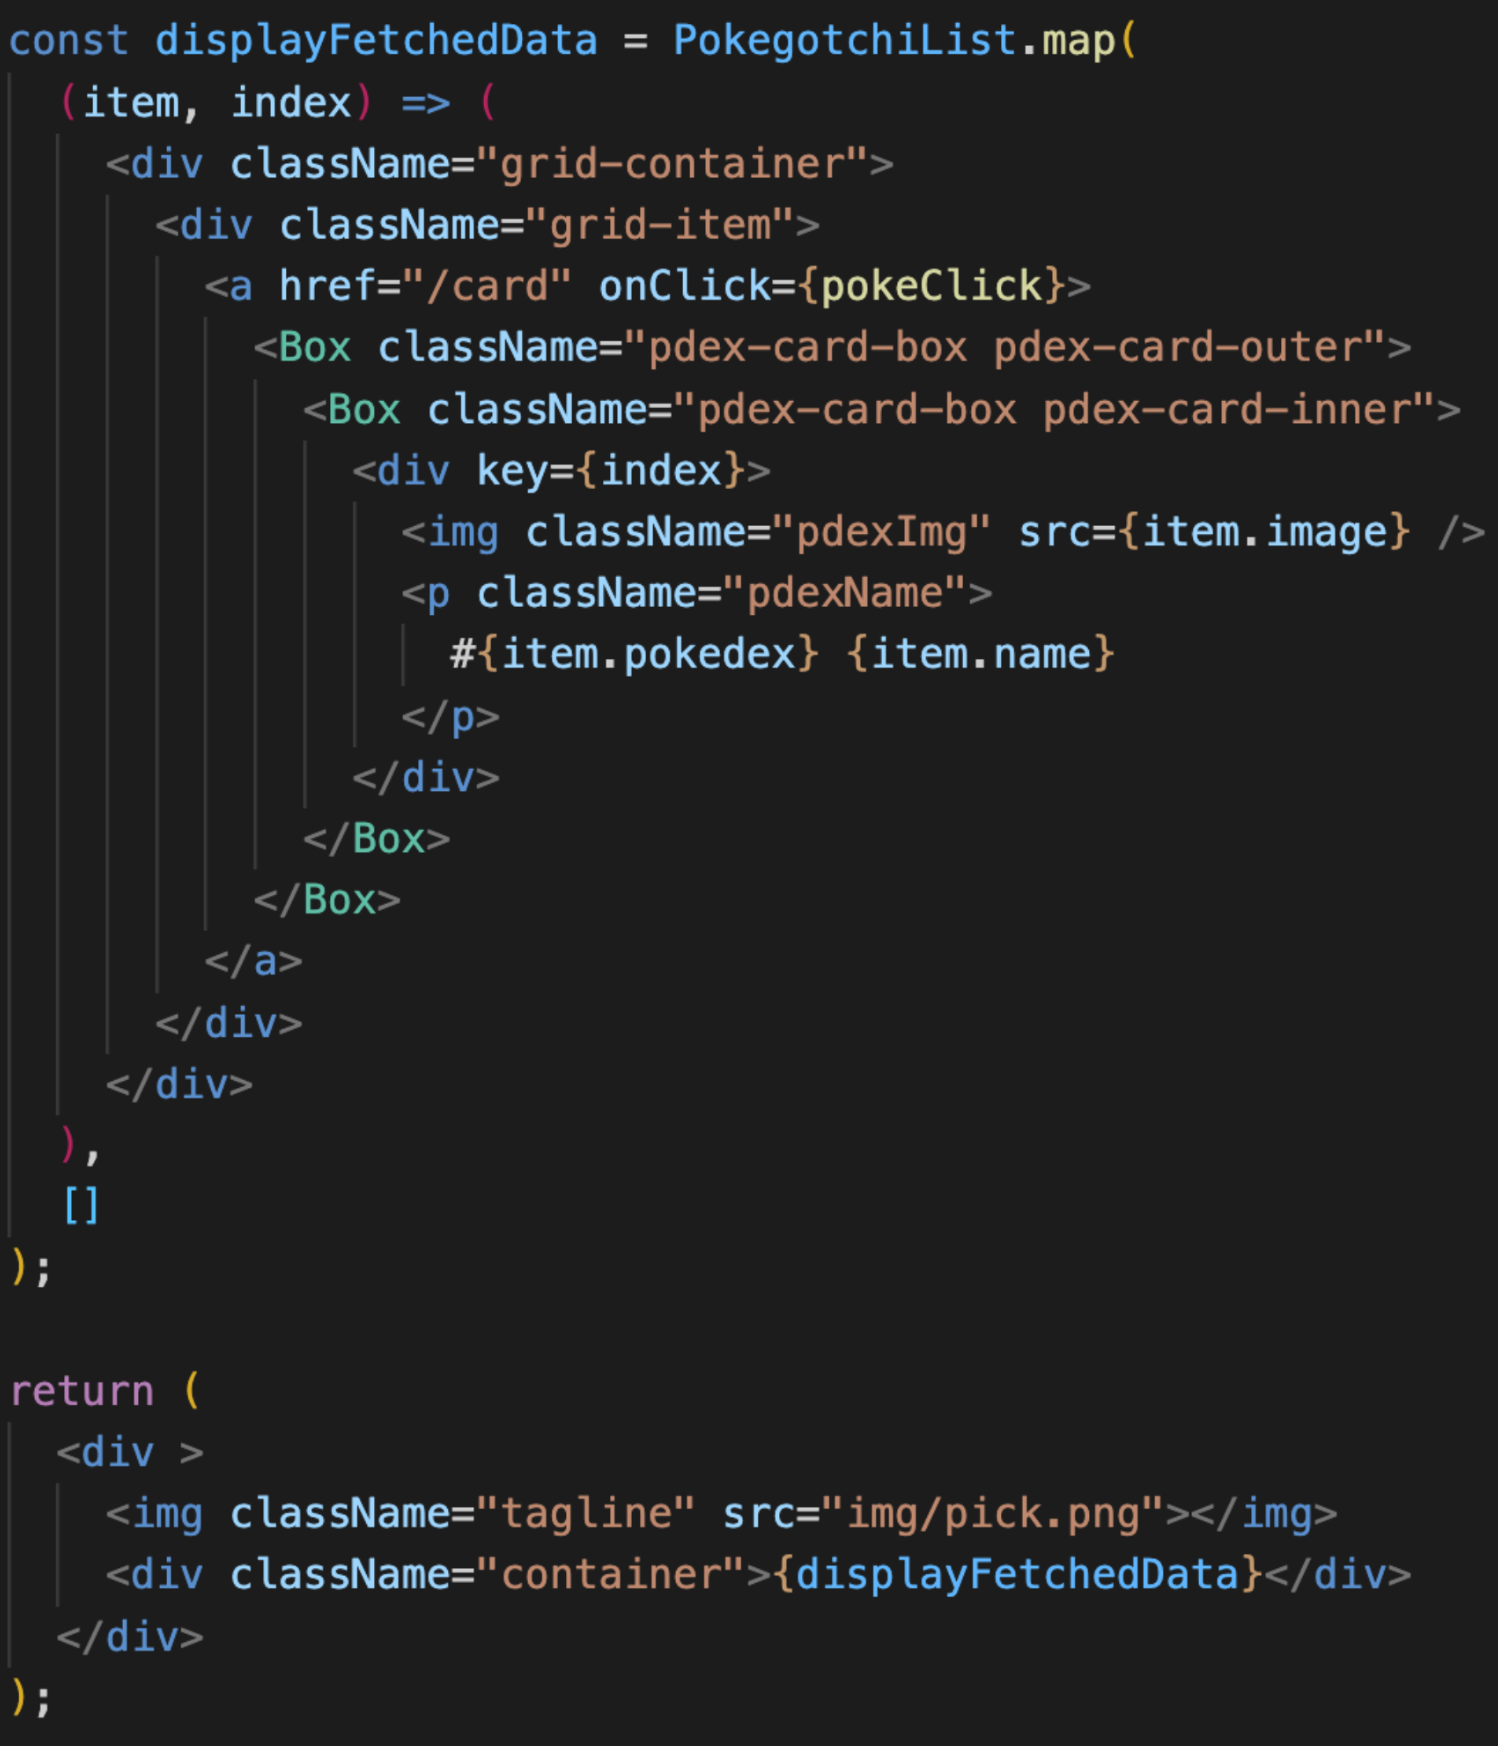 const displayFetchedData = PokegotchiList.map(
  (item, index) => (
    <div className="grid-container">
      <div className="grid-item">
        <a href="/card" onClick={pokeClick}>
          <Box className="pdex-card-box pdex-card-outer">
            <Box className="pdex-card-box pdex-card-inner">
              <div key={index}>
                <img className="pdexImg" src={item.image} />
                <p className="pdexName">
                  #{item.pokedex} {item.name}
                </p>
              </div>
            </Box>
          </Box>
        </a>
      </div>
    </div>
  ),
  []
);

return (
  <div >
    <img className="tagline" src="img/pick.png"></img>
    <div className="container">{displayFetchedData}</div>
  </div>
);